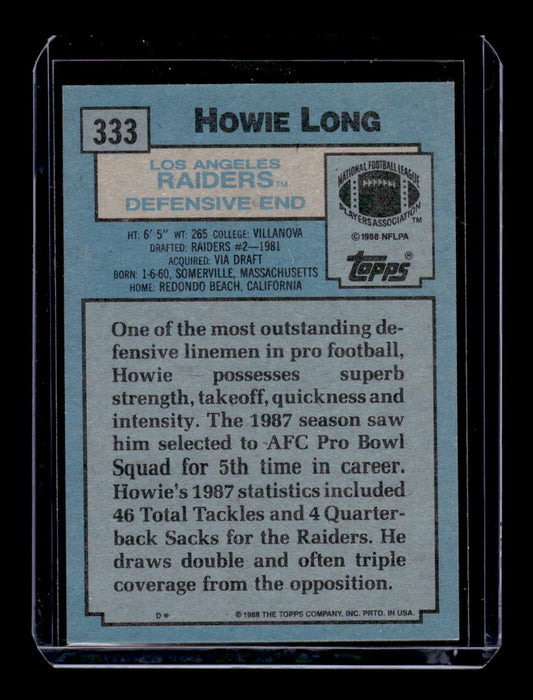 333
HOWIE LONG
LOS ANGELES
RAIDERS™
DEFENSIVE END
NATIONAL FOOTBALL LEAGUE
PLAYERS ASSOCIATION™
©1988 NFLPA
topps®
HT: 6' 5" WT: 265 COLLEGE: VILLANOVA
DRAFTED: RAIDERS #2—1981
ACQUIRED: VIA DRAFT
BORN: 1-6-60, SOMERVILLE, MASSACHUSETTS
HOME: REDONDO BEACH, CALIFORNIA
One of the most outstanding de-
fensive linemen in pro football,
Howie possesses superb
strength, takeoff, quickness and
intensity. The 1987 season saw
him selected to AFC Pro Bowl
Squad for 5th time in career.
Howie's 1987 statistics included
46 Total Tackles and 4 Quarter-
back Sacks for the Raiders. He
draws double and often triple
coverage from the opposition.
D* ©1988 THE TOPPS COMPANY, INC. PRTD. IN USA.